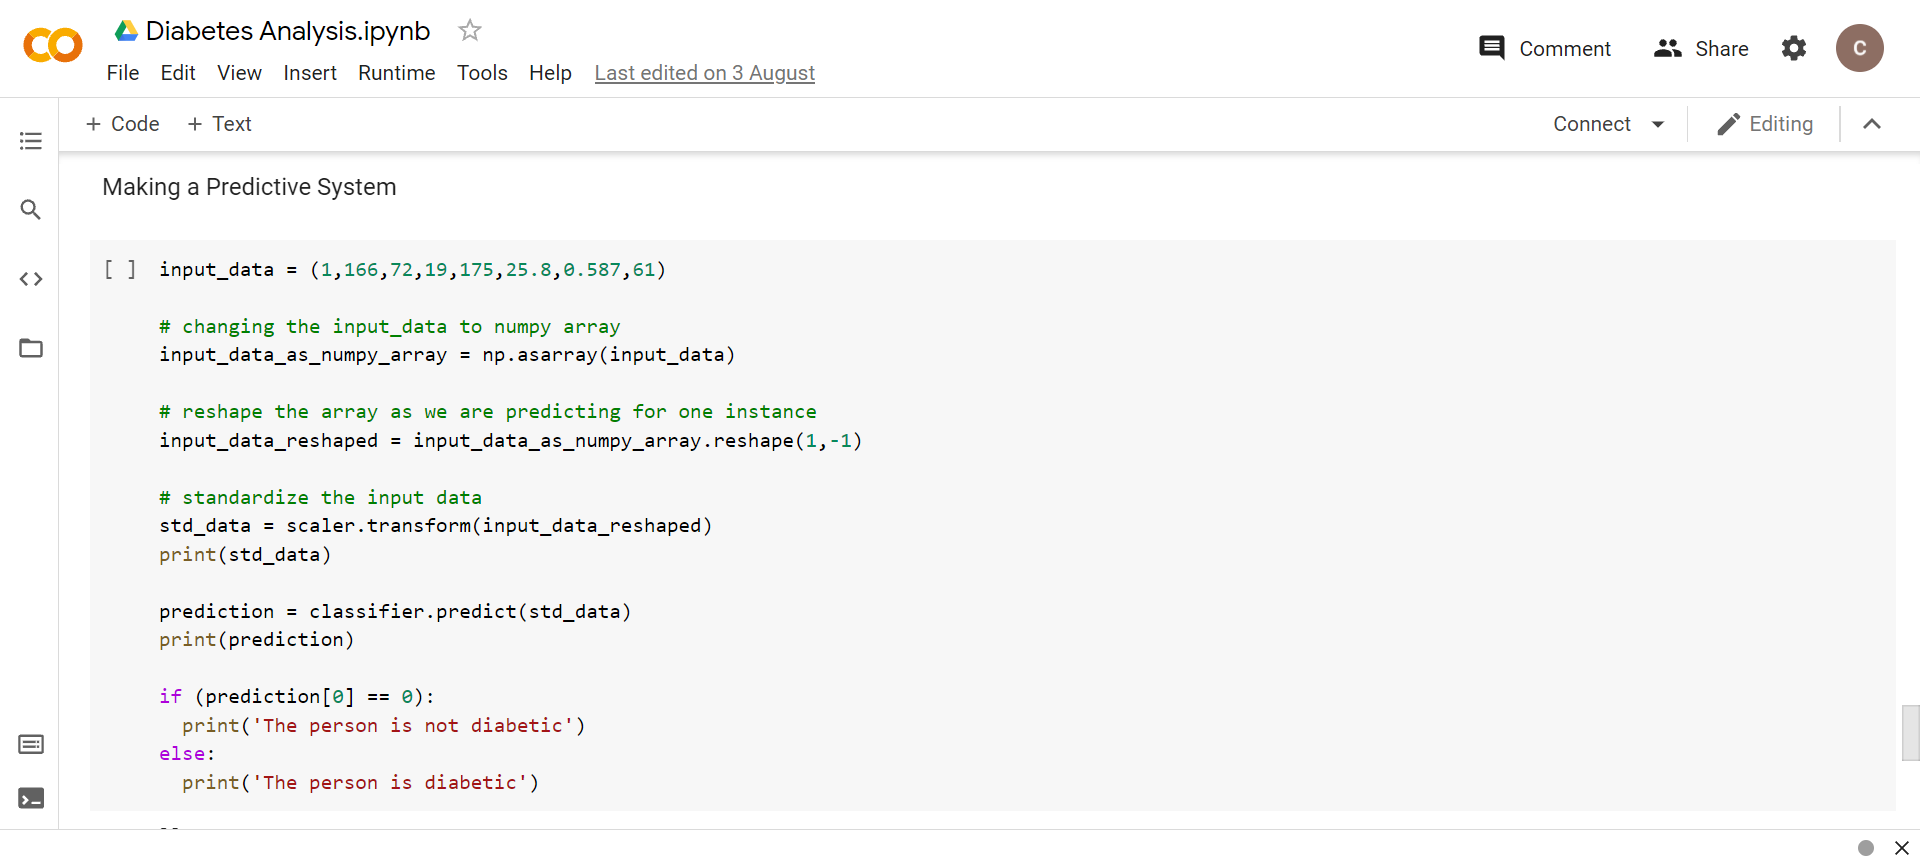 Diabetes Analysis.ipynb
File Edit View Insert Runtime Tools Help Last edited on 3 August
Comment Share C
+ Code + Text
Connect Editing
Making a Predictive System
[ ] input_data = (1,166,72,19,175,25.8,0.587,61)
# changing the input_data to numpy array
input_data_as_numpy_array = np.asarray(input_data)
# reshape the array as we are predicting for one instance
input_data_reshaped = input_data_as_numpy_array.reshape(1,-1)
# standardize the input data
std_data = scaler.transform(input_data_reshaped)
print(std_data)
prediction = classifier.predict(std_data)
print(prediction)
if (prediction[0] == 0):
  print('The person is not diabetic')
else:
  print('The person is diabetic')